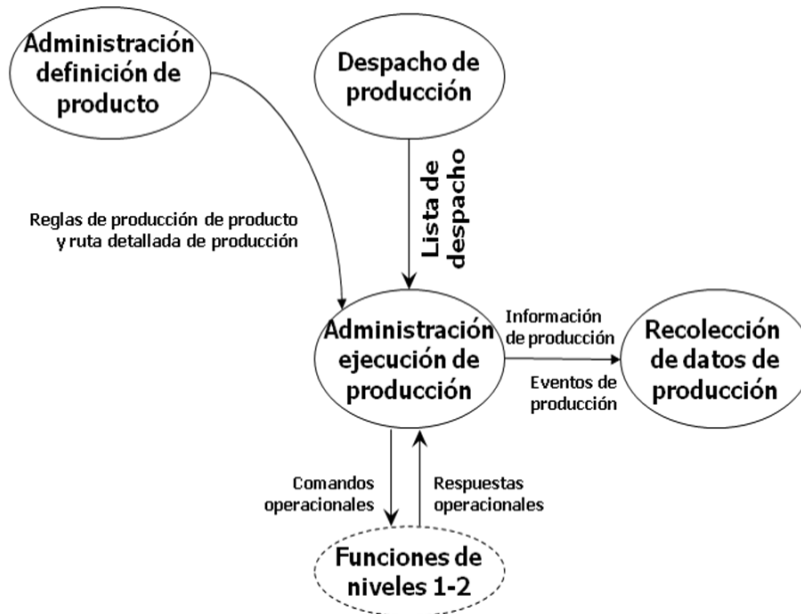 Administración
definición de
producto
Despacho de
producción
Lista de
despacho
Reglas de producción de producto
y ruta detallada de producción
Administración
ejecución de
producción
Información
de producción
Eventos de
producción
Recolección
de datos de
producción
Comandos
operacionales
Respuestas
operacionales
Funciones de
niveles 1-2